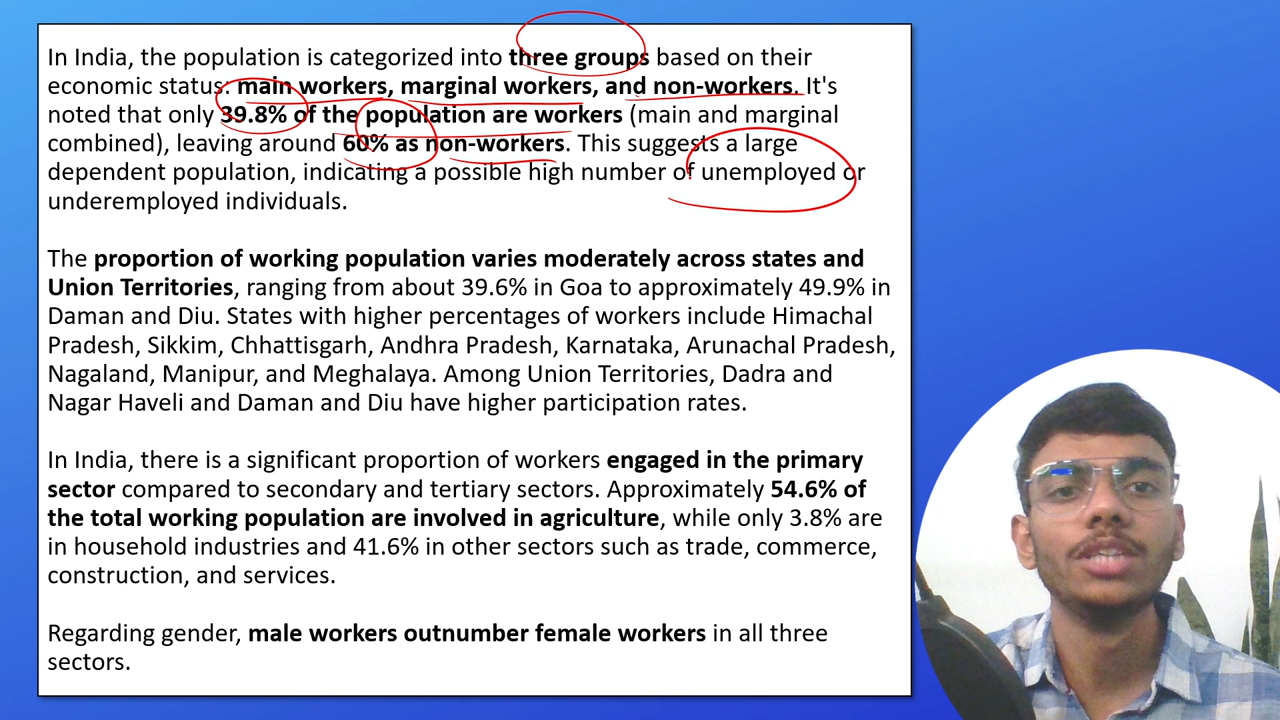 In India, the population is categorized into three groups based on their
economic status: main workers, marginal workers, and non-workers. It's
noted that only 39.8% of the population are workers (main and marginal
combined), leaving around 60% as non-workers. This suggests a large
dependent population, indicating a possible high number of unemployed or
underemployed individuals.
The proportion of working population varies moderately across states and
Union Territories, ranging from about 39.6% in Goa to approximately 49.9% in
Daman and Diu. States with higher percentages of workers include Himachal
Pradesh, Sikkim, Chhattisgarh, Andhra Pradesh, Karnataka, Arunachal Pradesh,
Nagaland, Manipur, and Meghalaya. Among Union Territories, Dadra and
Nagar Haveli and Daman and Diu have higher participation rates.
In India, there is a significant proportion of workers engaged in the primary
sector compared to secondary and tertiary sectors. Approximately 54.6% of
the total working population are involved in agriculture, while only 3.8% are
in household industries and 41.6% in other sectors such as trade, commerce,
construction, and services.
Regarding gender, male workers outnumber female workers in all three
sectors.